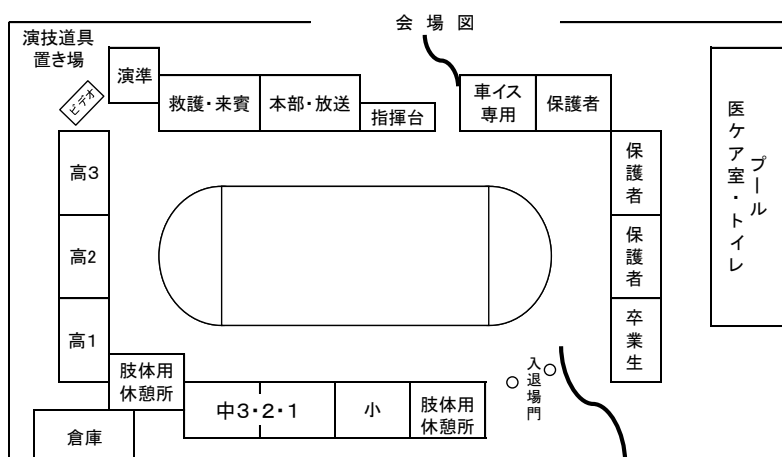 会場図
演技道具
置き場
ビデオ
演準
救護・来賓
本部・放送
指揮台
車イス
専用
保護者
保護者
保護者
卒業生
プール
医ケア室・トイレ
高3
高2
高1
肢体用
休憩所
中3・2・1
小
肢体用
休憩所
入退場門
倉庫